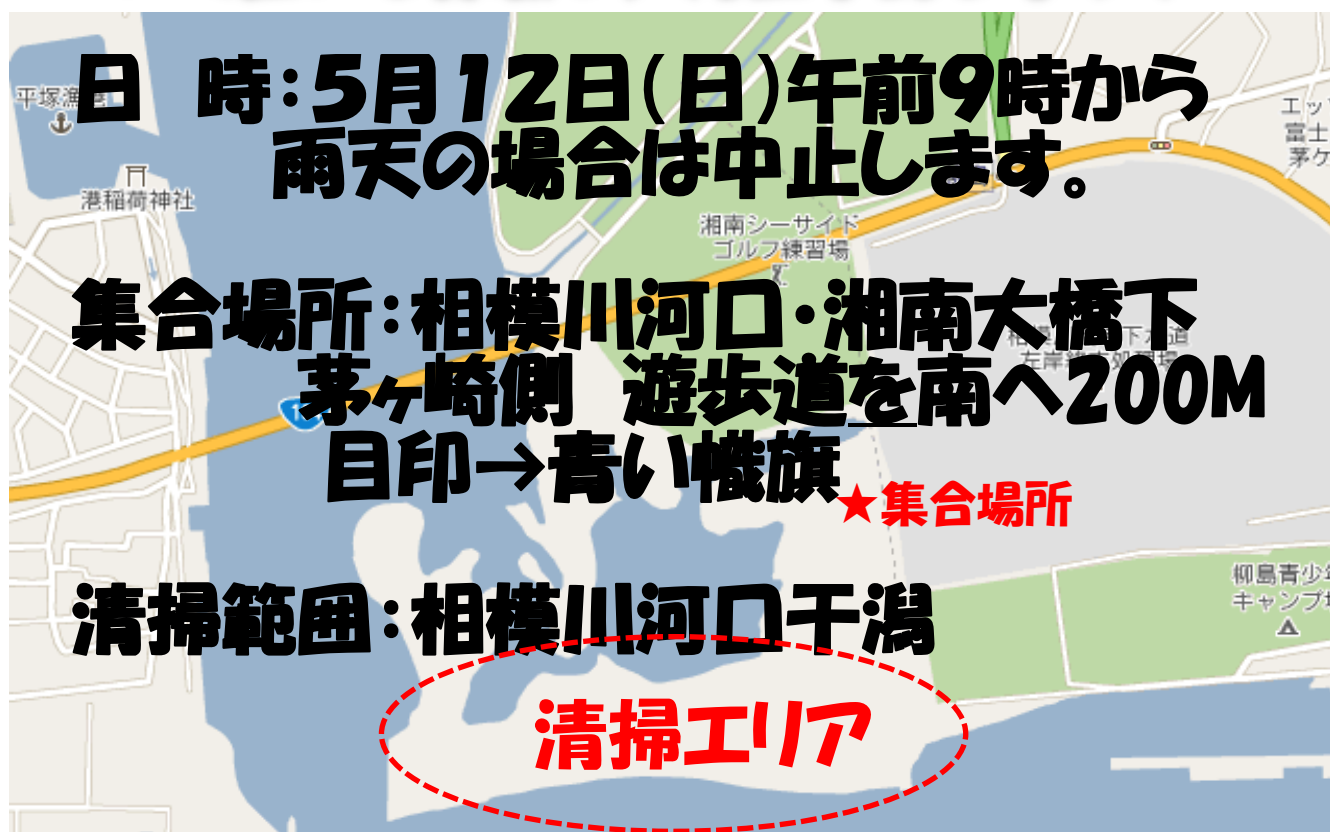 日　時：５月１２日（日）午前９時から
雨天の場合は中止します。
集合場所：相模川河口・湘南大橋下
茅ヶ崎側　遊歩道を南へ200M
目印→青い幟旗
★集合場所
清掃範囲：相模川河口干潟
清掃エリア
平塚漁港
港稲荷神社
湘南シーサイド
ゴルフ練習場
柳島青少年
キャンプ場